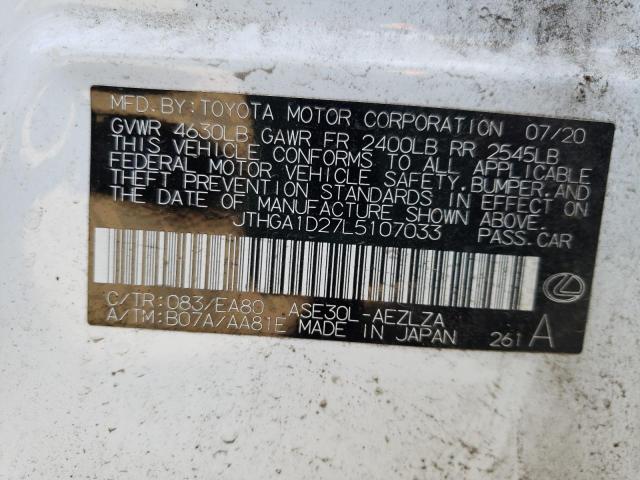 MFD.BY:TOYOTA MOTOR CORPORATION 07/20
GVWR 4630LB GAWR FR 2400LB RR 2545LB
THIS VEHICLE CONFORMS TO ALL APPLICABLE
FEDERAL MOTOR VEHICLE SAFETY,BUMPER,AND
THEFT PREVENTION STANDARDS IN EFFECT ON
THE DATE OF MANUFACTURE SHOWN ABOVE.
JTHGA1D27L5107033 PASS.CAR
C/TR:083/EA80 ASE30L-AEZLZA
A/TM:B07A/AA81E MADE IN JAPAN 261 A